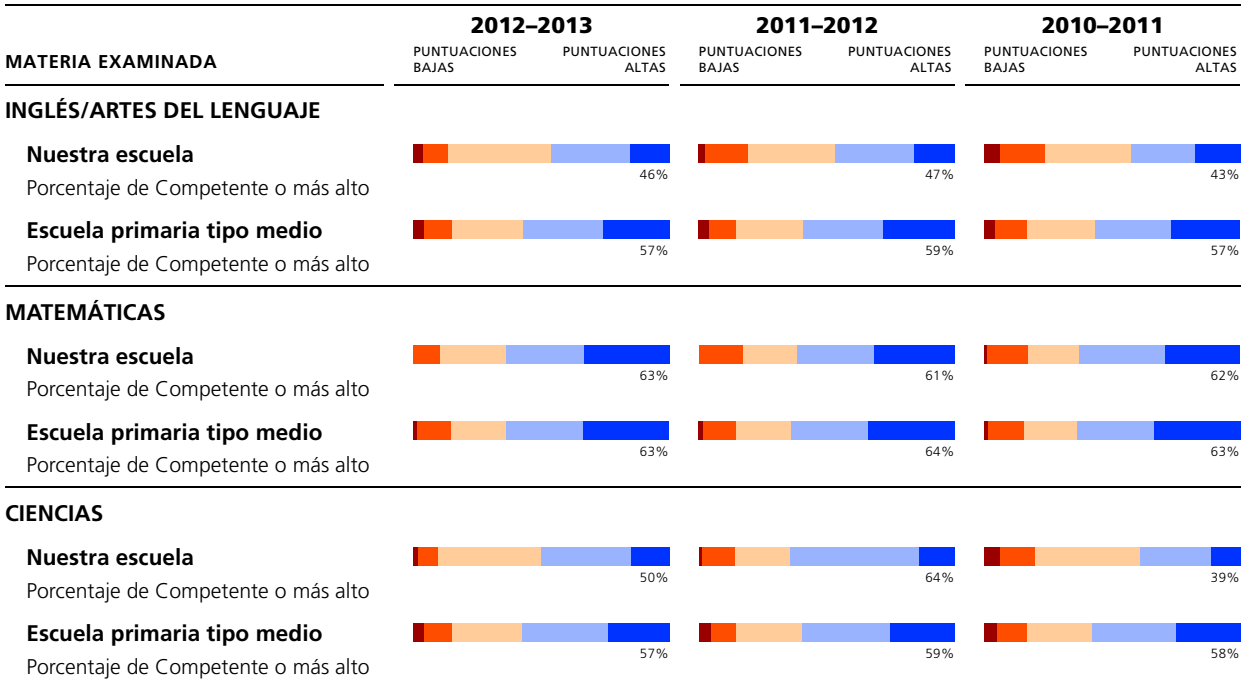 2012–2013 2011–2012 2010–2011
MATERIA EXAMINADA PUNTUACIONES BAJAS PUNTUACIONES ALTAS PUNTUACIONES BAJAS PUNTUACIONES ALTAS PUNTUACIONES BAJAS PUNTUACIONES ALTAS
INGLÉS/ARTES DEL LENGUAJE
Nuestra escuela
Porcentaje de Competente o más alto 46% 47% 43%
Escuela primaria tipo medio
Porcentaje de Competente o más alto 57% 59% 57%
MATEMÁTICAS
Nuestra escuela
Porcentaje de Competente o más alto 63% 61% 62%
Escuela primaria tipo medio
Porcentaje de Competente o más alto 63% 64% 63%
CIENCIAS
Nuestra escuela
Porcentaje de Competente o más alto 50% 64% 39%
Escuela primaria tipo medio
Porcentaje de Competente o más alto 57% 59% 58%